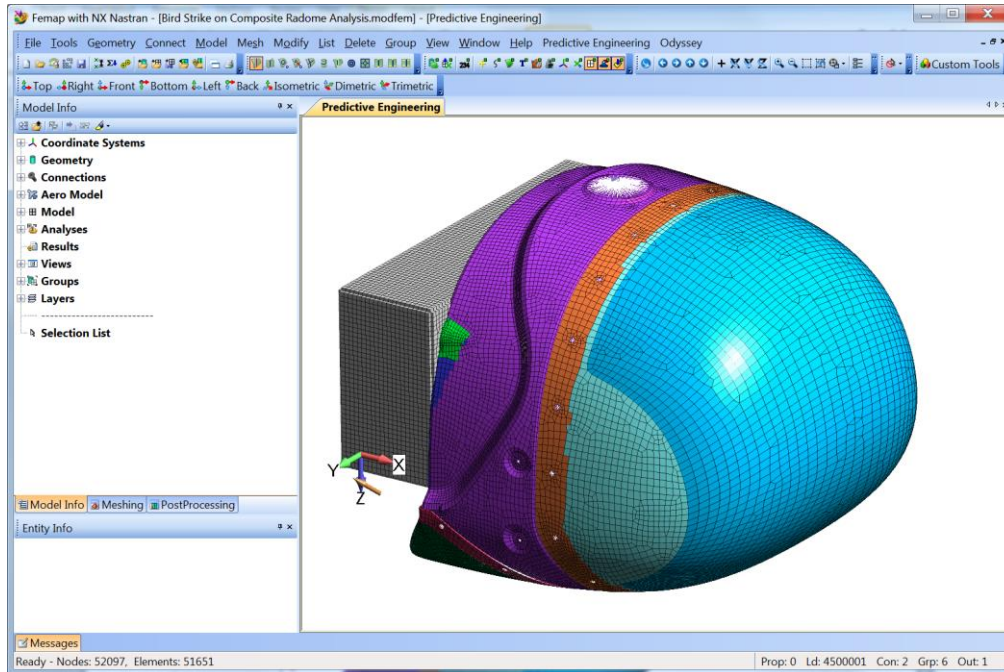 Femap with NX Nastran - [Bird Strike on Composite Radome Analysis.modfem] - [Predictive Engineering]
File Tools Geometry Connect Model Mesh Modify List Delete Group View Window Help Predictive Engineering Odyssey
Custom Tools
Top Right Front Bottom Left Back Isometric Dimetric Trimetric
Model Info
Predictive Engineering
Coordinate Systems
Geometry
Connections
Aero Model
Model
Analyses
Results
Views
Groups
Layers
---------------------------
Selection List
X
Y
Z
Model Info Meshing PostProcessing
Entity Info
Messages
Ready - Nodes: 52097, Elements: 51651
Prop: 0 Ld: 4500001 Con: 2 Grp: 6 Out: 1